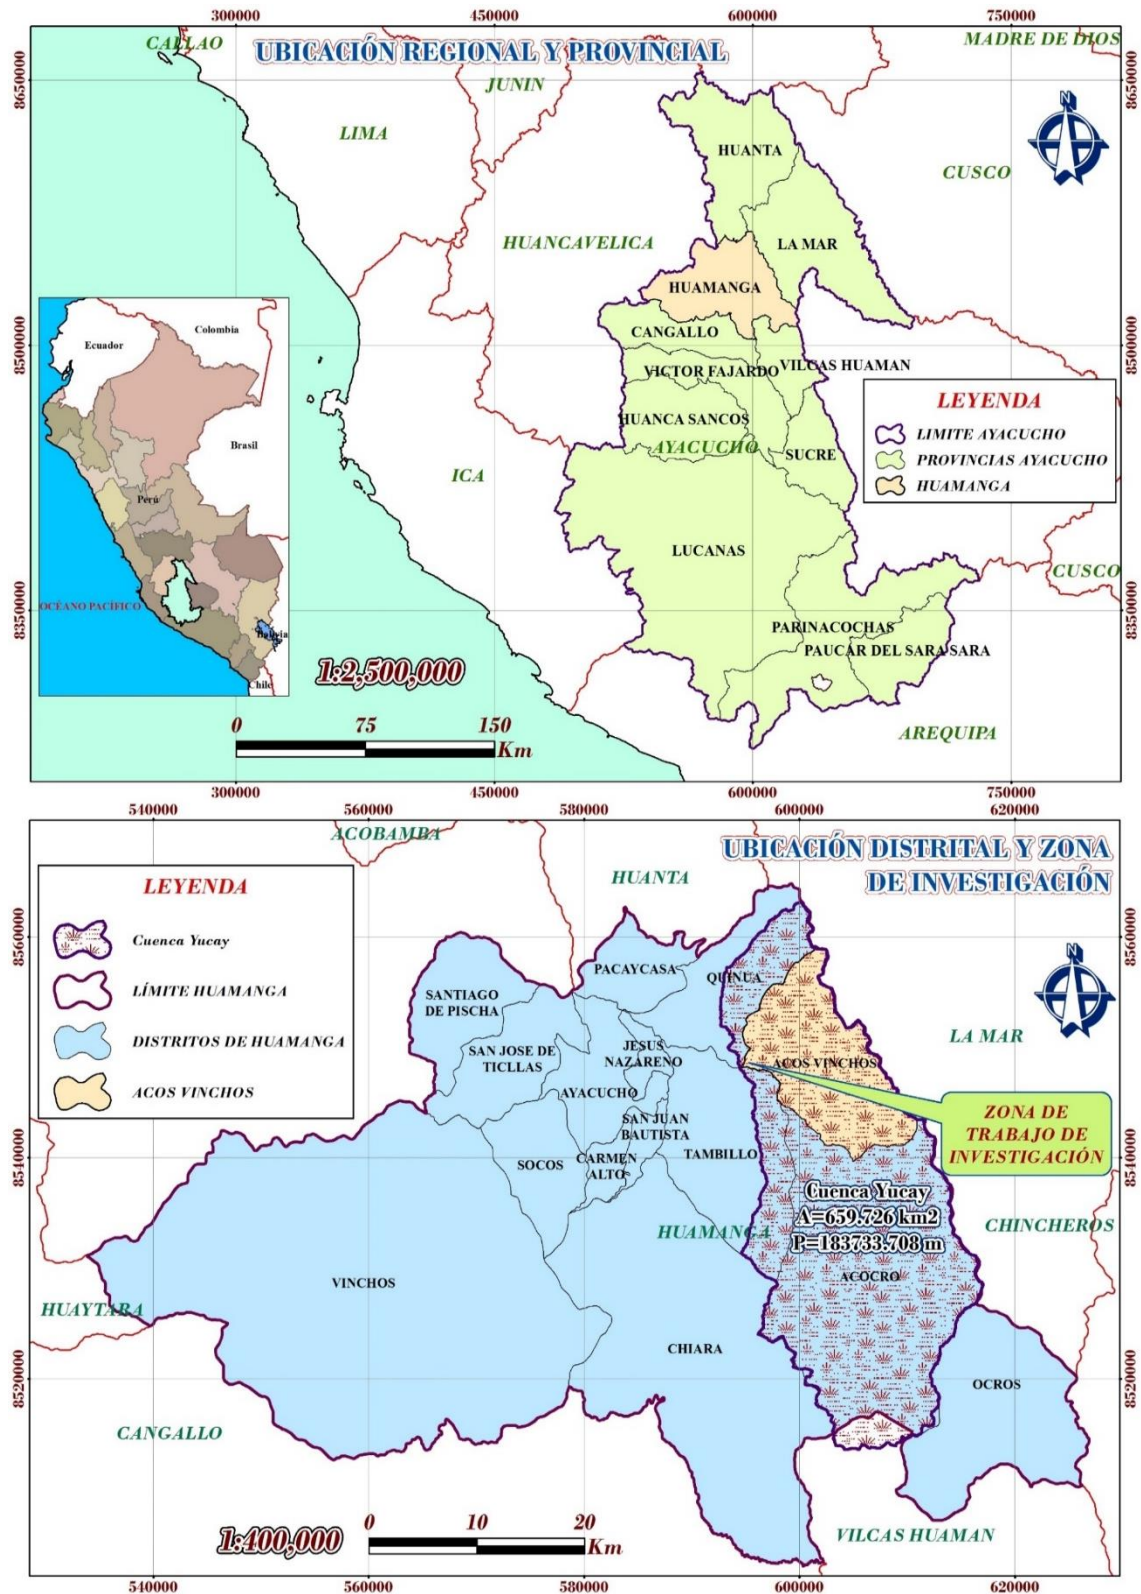 300000 450000 600000 750000
CALLAO
UBICACIÓN REGIONAL Y PROVINCIAL
MADRE DE DIOS
8650000
8650000
JUNIN
N
LIMA
HUANTA
CUSCO
HUANCAVELICA
LA MAR
HUAMANGA
CANGALLO
8500000
8500000
VICTOR FAJARDO
VILCAS HUAMAN
HUANCA SANCOS
AYACUCHO
SUCRE
ICA
LEYENDA
LIMITE AYACUCHO
PROVINCIAS AYACUCHO
HUAMANGA
Colombia
Ecuador
Brasil
Perú
OCÉANO PACÍFICO
Bolivia
Chile
LUCANAS
CUSCO
8350000
8350000
PARINACOCHAS
PAUCAR DEL SARA SARA
AREQUIPA
1:2,500,000
0 75 150
Km
300000 450000 600000 750000
540000 560000 580000 600000 620000
ACOBAMBA
UBICACIÓN DISTRITAL Y ZONA
DE INVESTIGACIÓN
LEYENDA
Cuenca Yucay
LÍMITE HUAMANGA
DISTRITOS DE HUAMANGA
ACOS VINCHOS
HUANTA
8560000
8560000
N
PACAYCASA
QUINUA
SANTIAGO
DE PISCHA
LA MAR
SAN JOSE DE
TICLLAS
JESUS
NAZARENO
ACOS VINCHOS
AYACUCHO
SAN JUAN
BAUTISTA
ZONA DE
TRABAJO DE
INVESTIGACIÓN
8540000
8540000
SOCOS
CARMEN
ALTO
TAMBILLO
Cuenca Yucay
A=659.726 km2
P=183733.708 m
HUAMANGA
CHINCHEROS
ACOCRO
VINCHOS
HUAYTARA
CHIARA
OCROS
8520000
8520000
CANGALLO
VILCAS HUAMAN
1:400,000
0 10 20
Km
540000 560000 580000 600000 620000